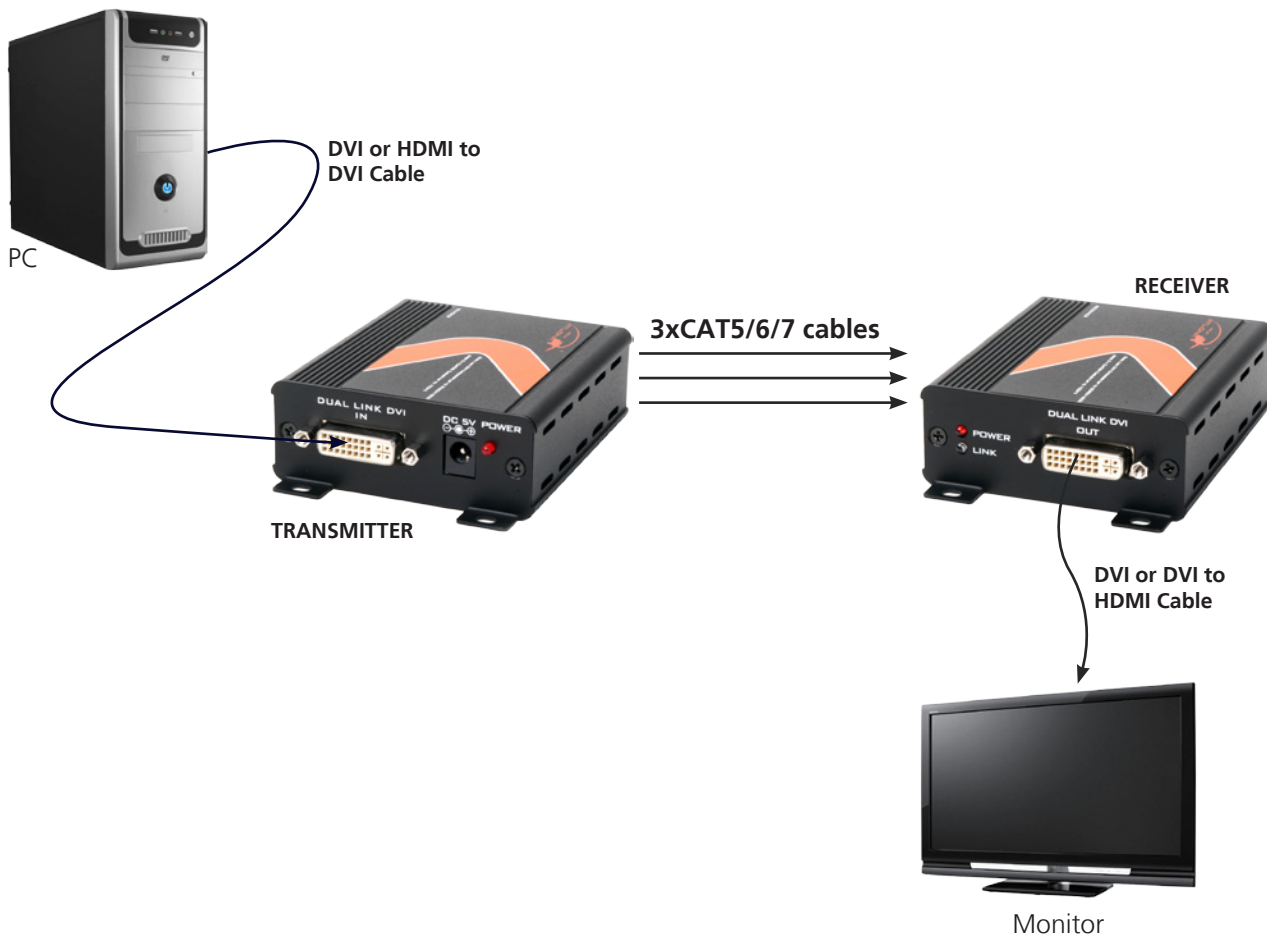 DVI or HDMI to
DVI Cable
PC
RECEIVER
3xCAT5/6/7 cables
DUAL LINK DVI
IN
DC 5V
POWER
DUAL LINK DVI
OUT
POWER
LINK
TRANSMITTER
DVI or DVI to
HDMI Cable
Monitor